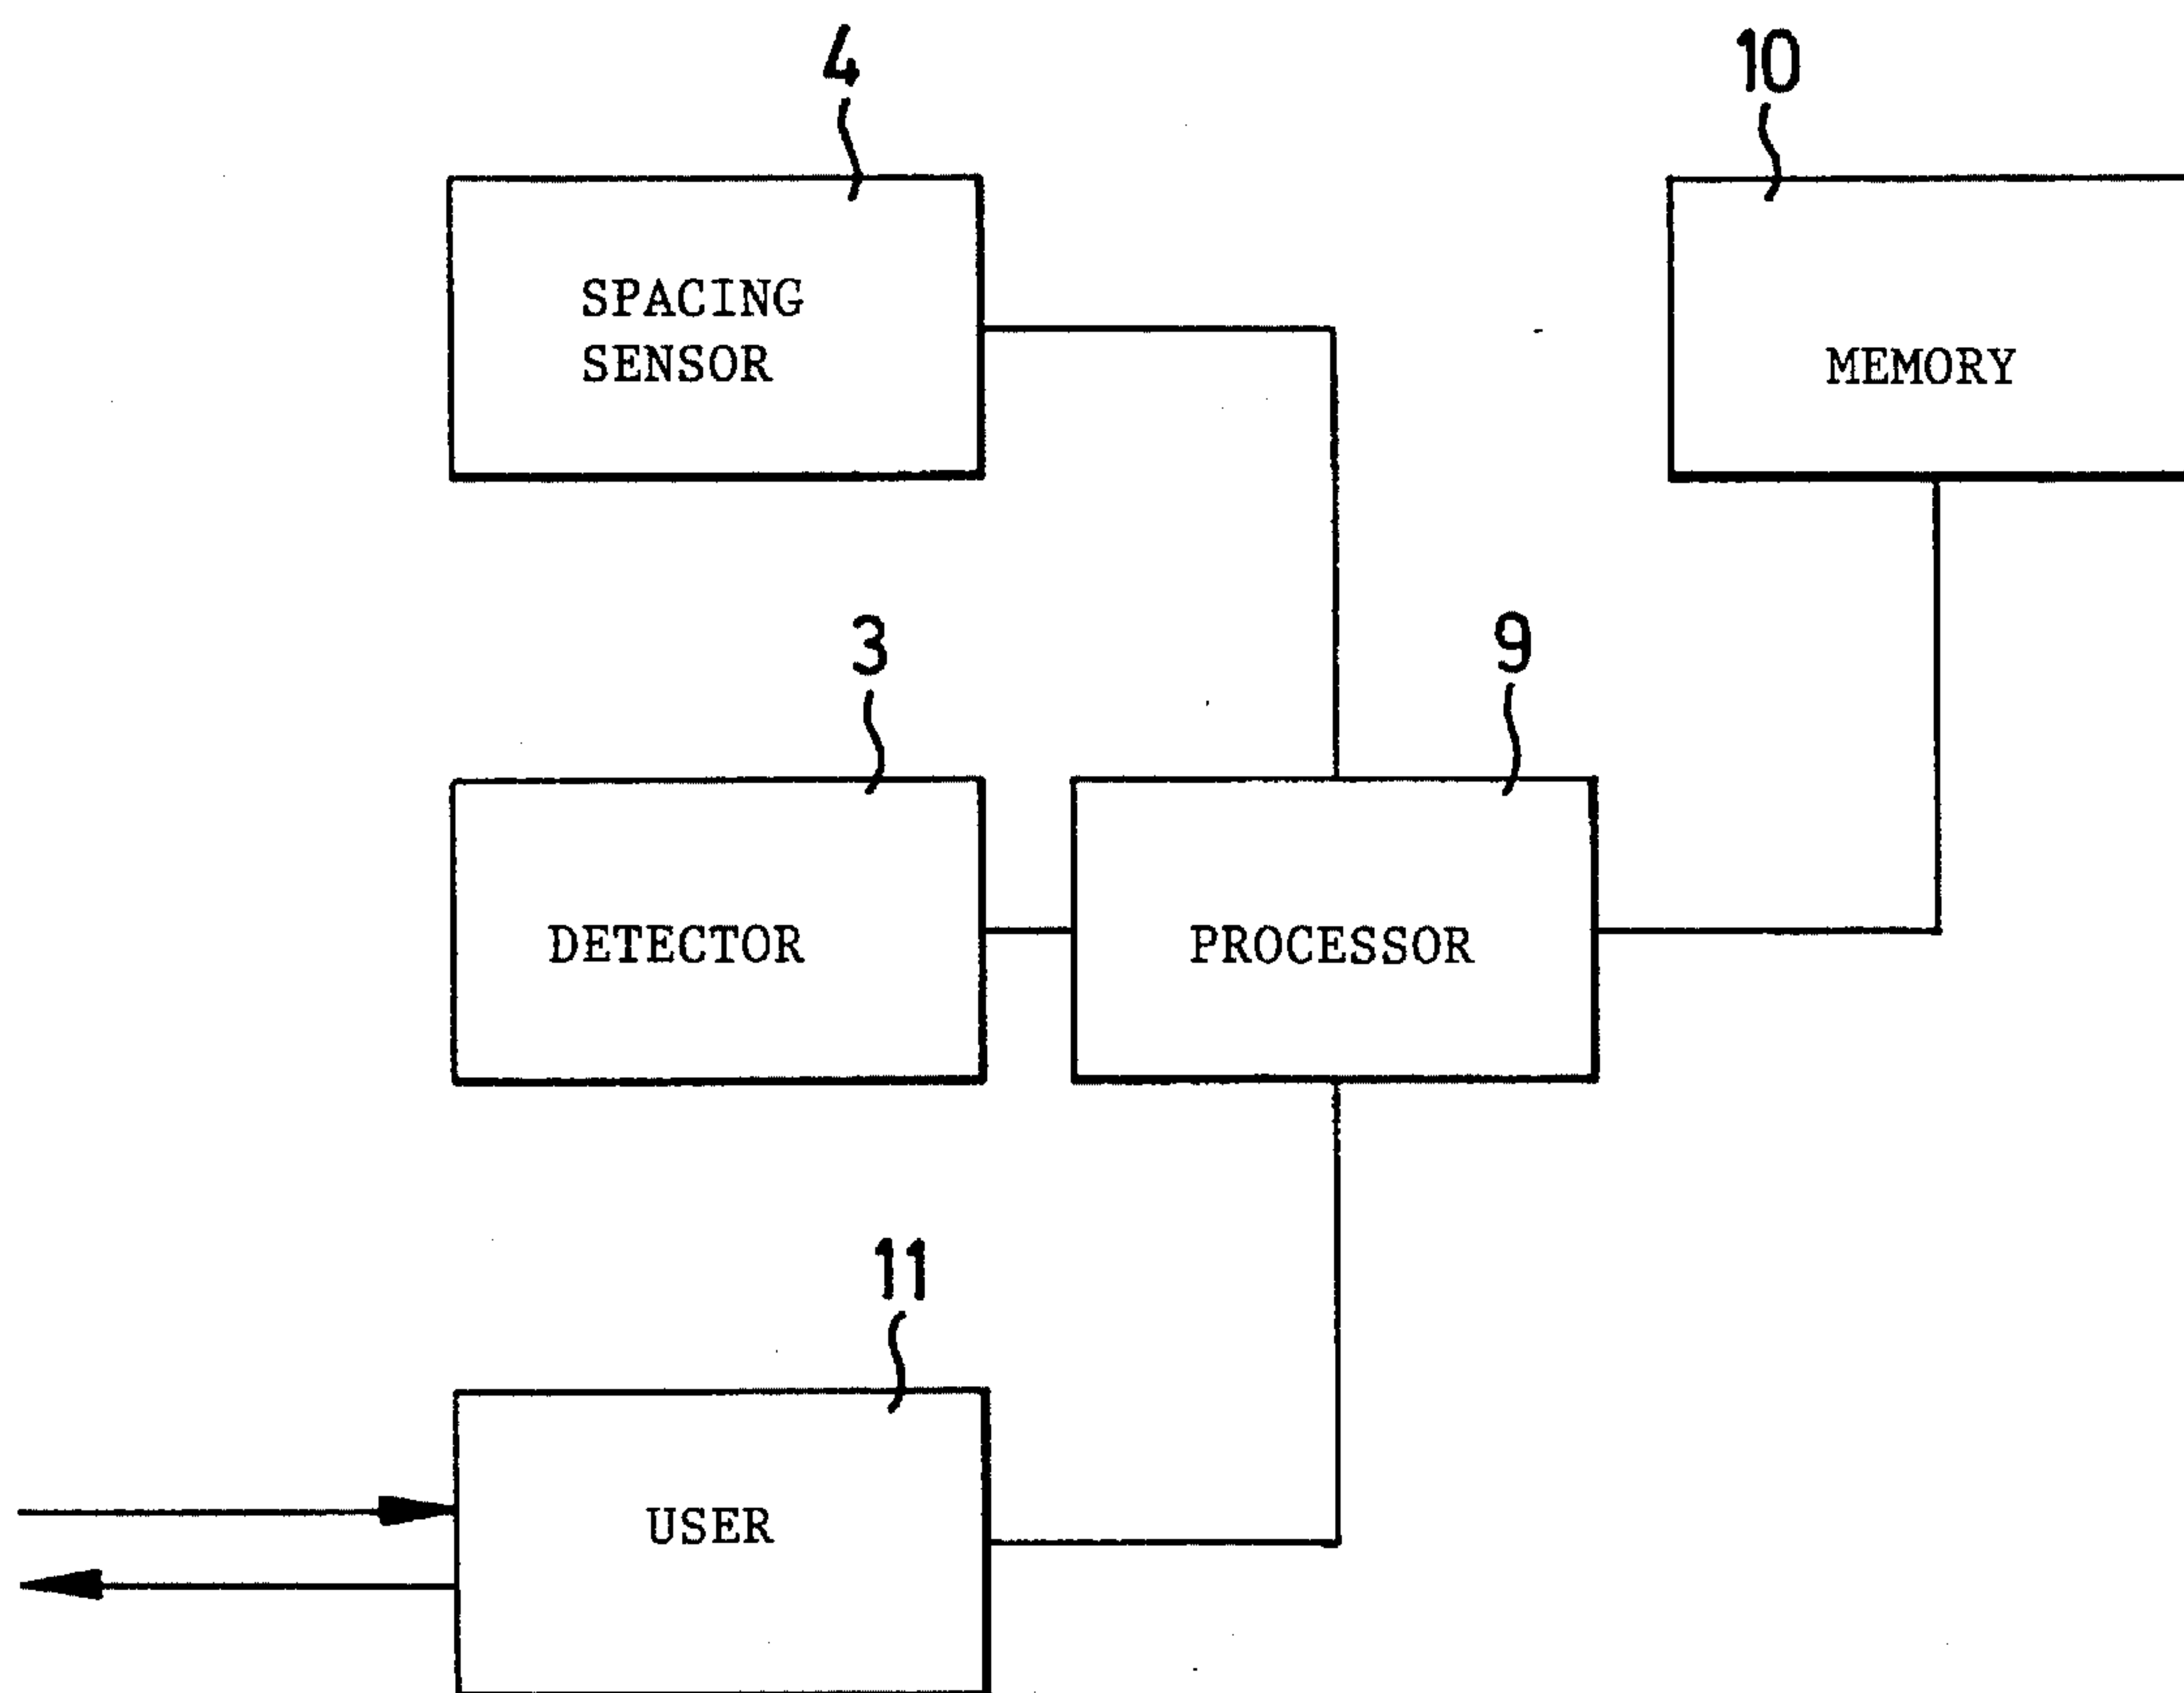 4
10
SPACING
SENSOR
MEMORY
3
9
DETECTOR
PROCESSOR
11
USER